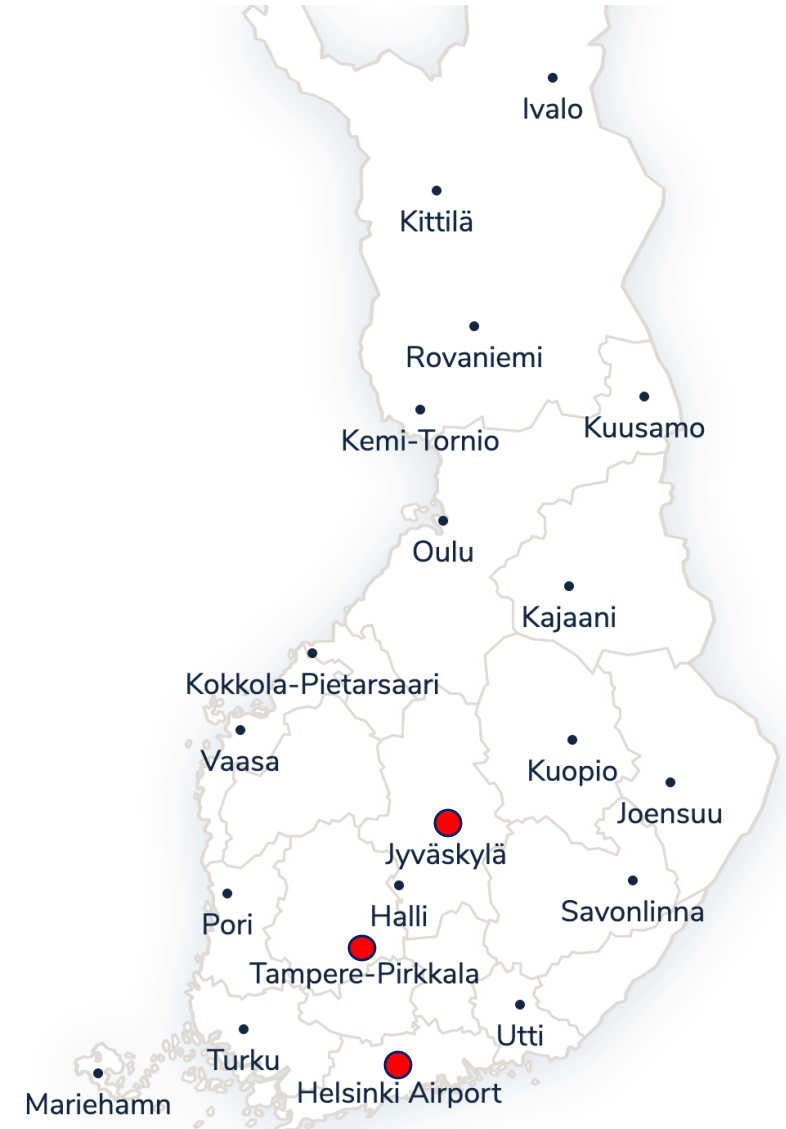 Ivalo
Kittilä
Rovaniemi
Kuusamo
Kemi-Tornio
Oulu
Kajaani
Kokkola-Pietarsaari
Vaasa
Kuopio
Joensuu
Jyväskylä
Savonlinna
Halli
Pori
Tampere-Pirkkala
Utti
Turku
Helsinki Airport
Mariehamn